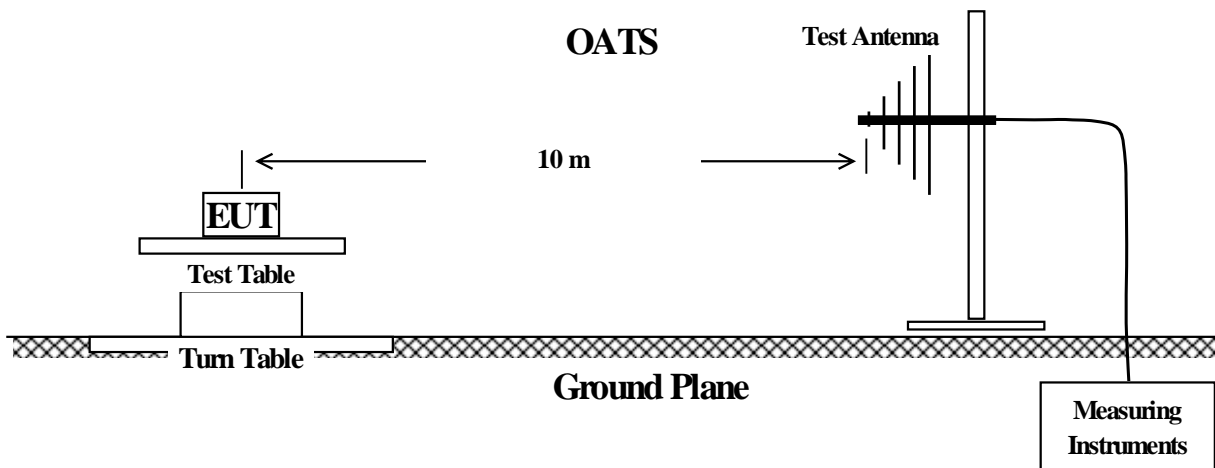 OATS
Test Antenna
10 m
EUT
Test Table
Turn Table
Ground Plane
Measuring
Instruments